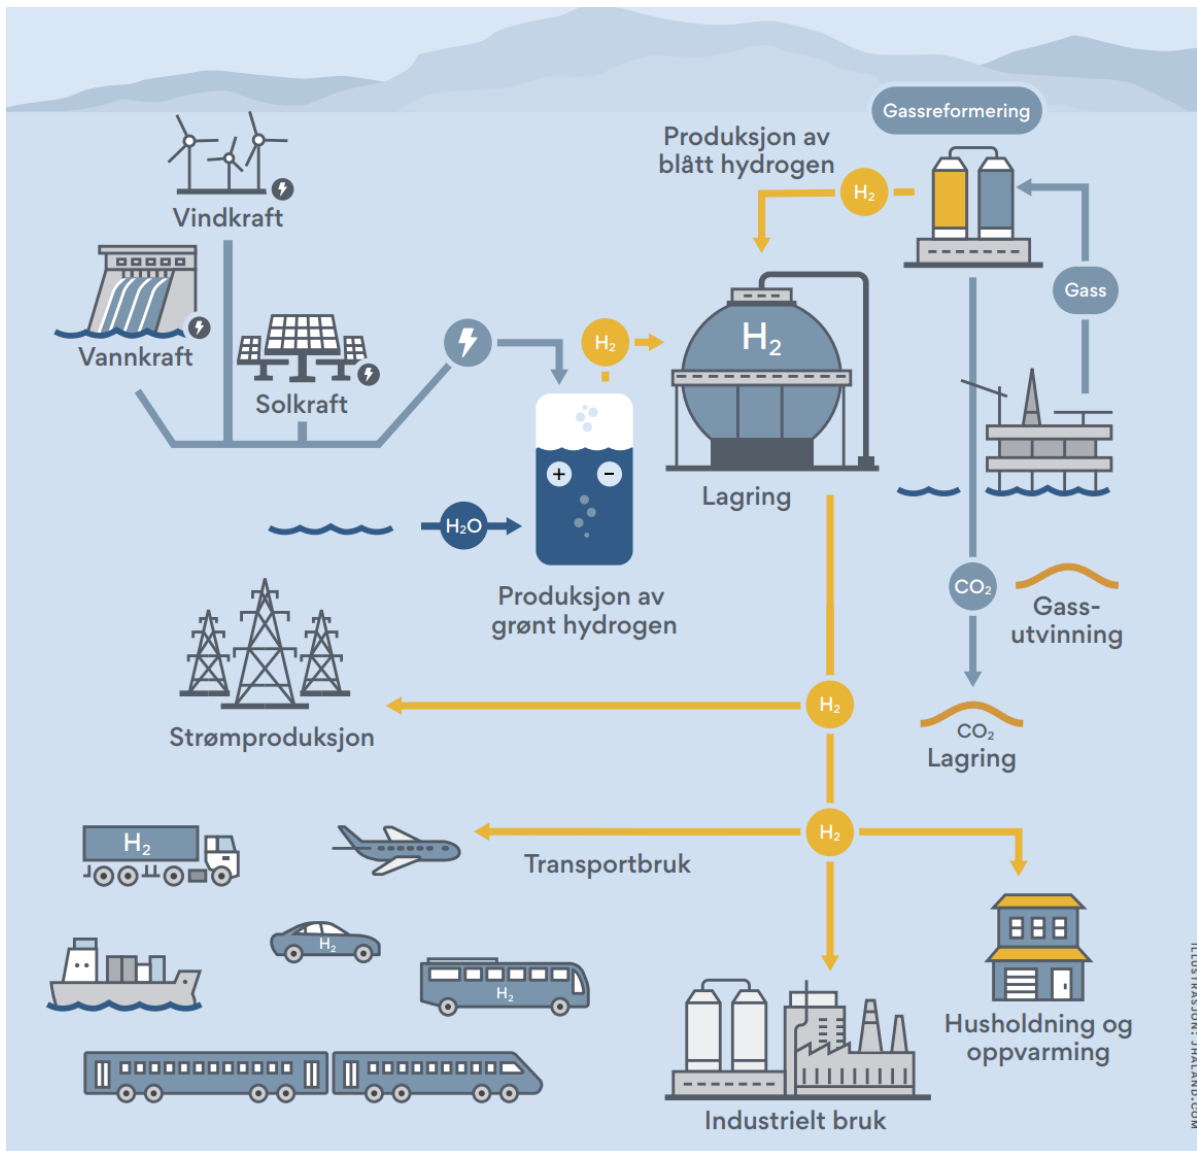 Gassreformering
Produksjon av
blått hydrogen
H₂
Vindkraft
Gass
Vannkraft
Solkraft
H₂
H₂
Lagring
+
−
H₂O
Produksjon av
grønt hydrogen
CO₂
Gass-
utvinning
H₂
Strømproduksjon
CO₂
Lagring
H₂
H₂
Transportbruk
H₂
H₂
Husholdning og
oppvarming
Industrielt bruk
ILLUSTRASJON: JHALAND.COM